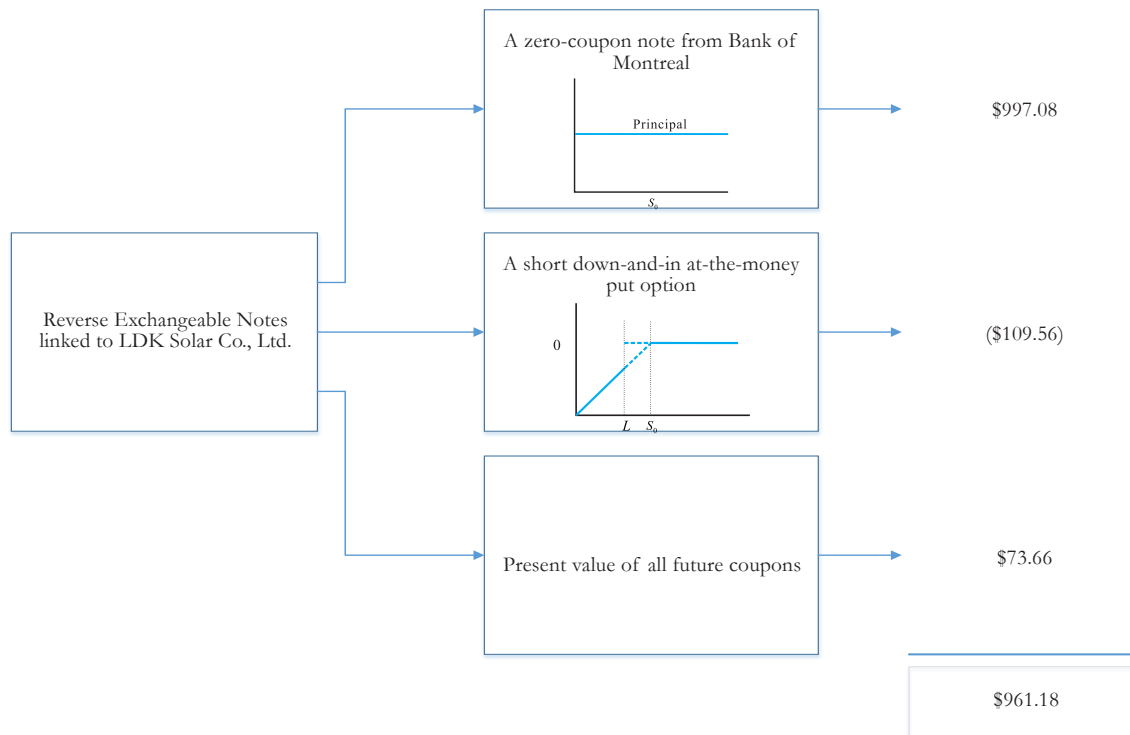 A zero-coupon note from Bank of
Montreal
Principal
S₀
$997.08
Reverse Exchangeable Notes
linked to LDK Solar Co., Ltd.
A short down-and-in at-the-money
put option
0
L
S₀
($109.56)
Present value of all future coupons
$73.66
$961.18